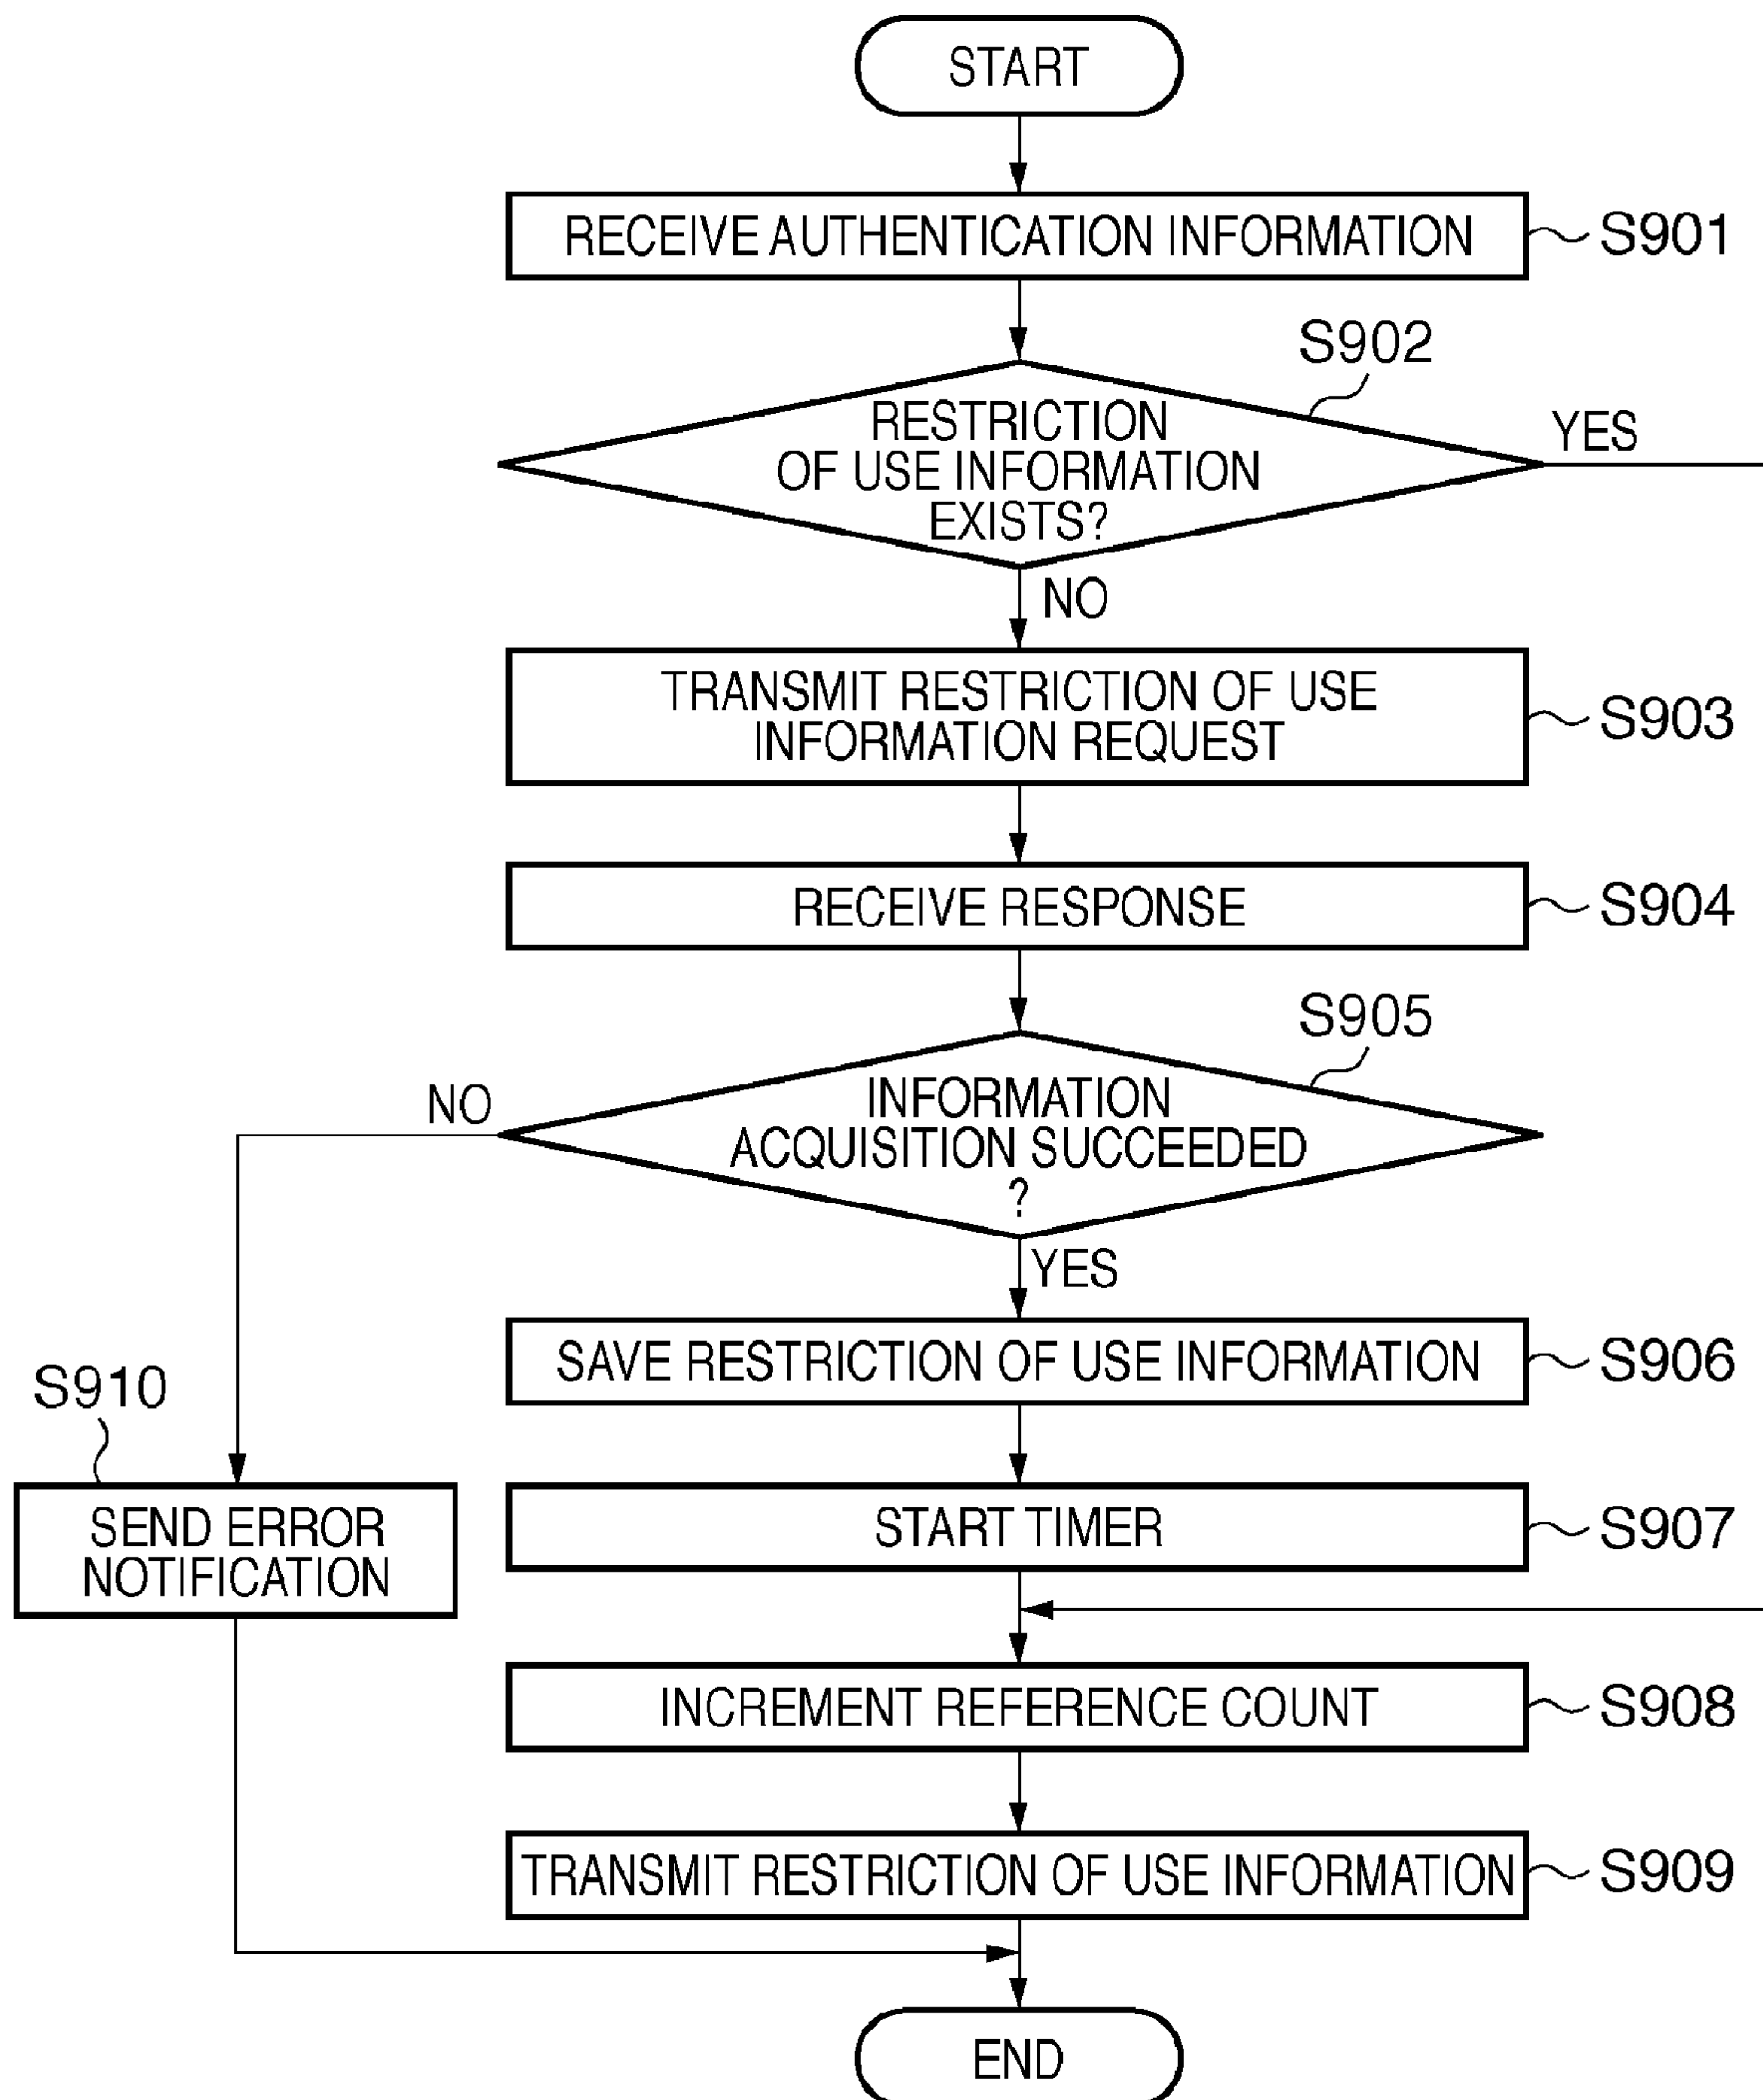 START
RECEIVE AUTHENTICATION INFORMATION
S901
S902
RESTRICTION
OF USE INFORMATION
EXISTS?
YES
NO
TRANSMIT RESTRICTION OF USE
INFORMATION REQUEST
S903
RECEIVE RESPONSE
S904
S905
INFORMATION
ACQUISITION SUCCEEDED
?
NO
YES
SAVE RESTRICTION OF USE INFORMATION
S906
S910
SEND ERROR
NOTIFICATION
START TIMER
S907
INCREMENT REFERENCE COUNT
S908
TRANSMIT RESTRICTION OF USE INFORMATION
S909
END